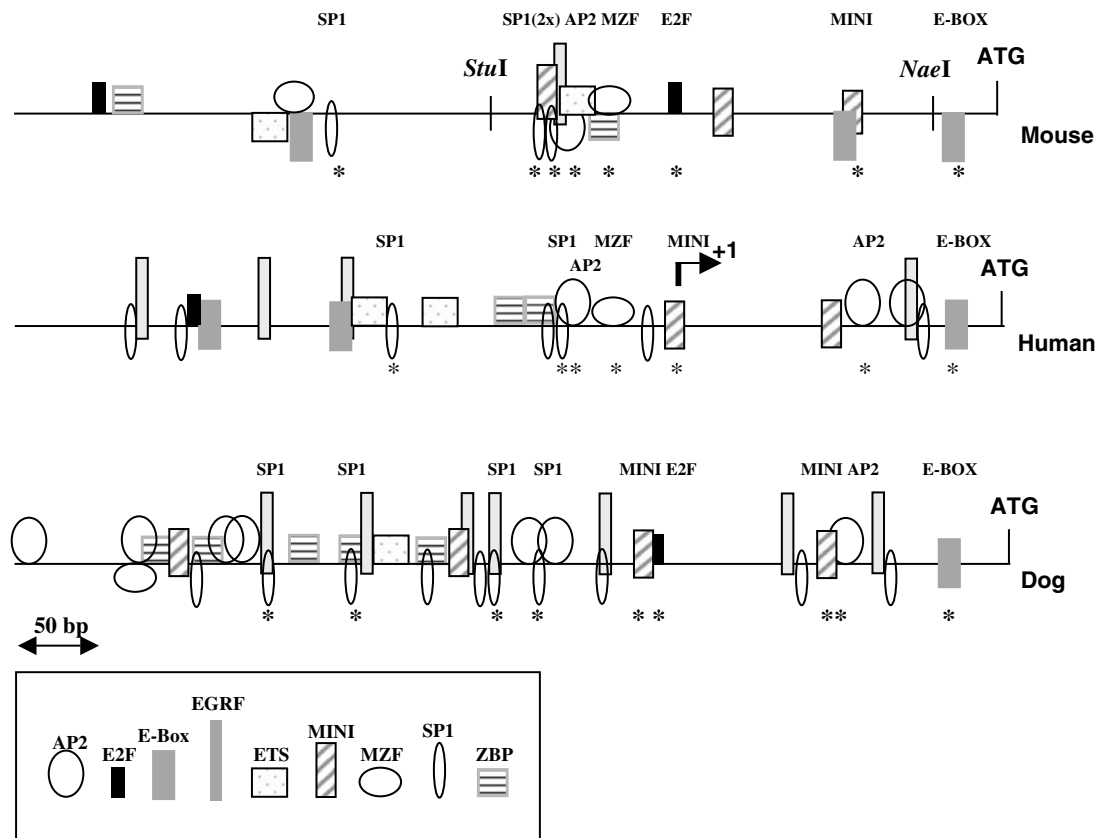 SP1 SP1(2x) AP2 MZF E2F MINI E-BOX
StuI NaeI ATG
Mouse
* * * * * * * *
SP1 SP1 MZF MINI AP2 E-BOX
AP2 +1 ATG
Human
* ** * * * *
SP1 SP1 SP1 SP1 MINI E2F MINI AP2 E-BOX
ATG
Dog
* * * * * * ** *
50 bp
AP2 E2F E-Box EGRF ETS MINI MZF SP1 ZBP